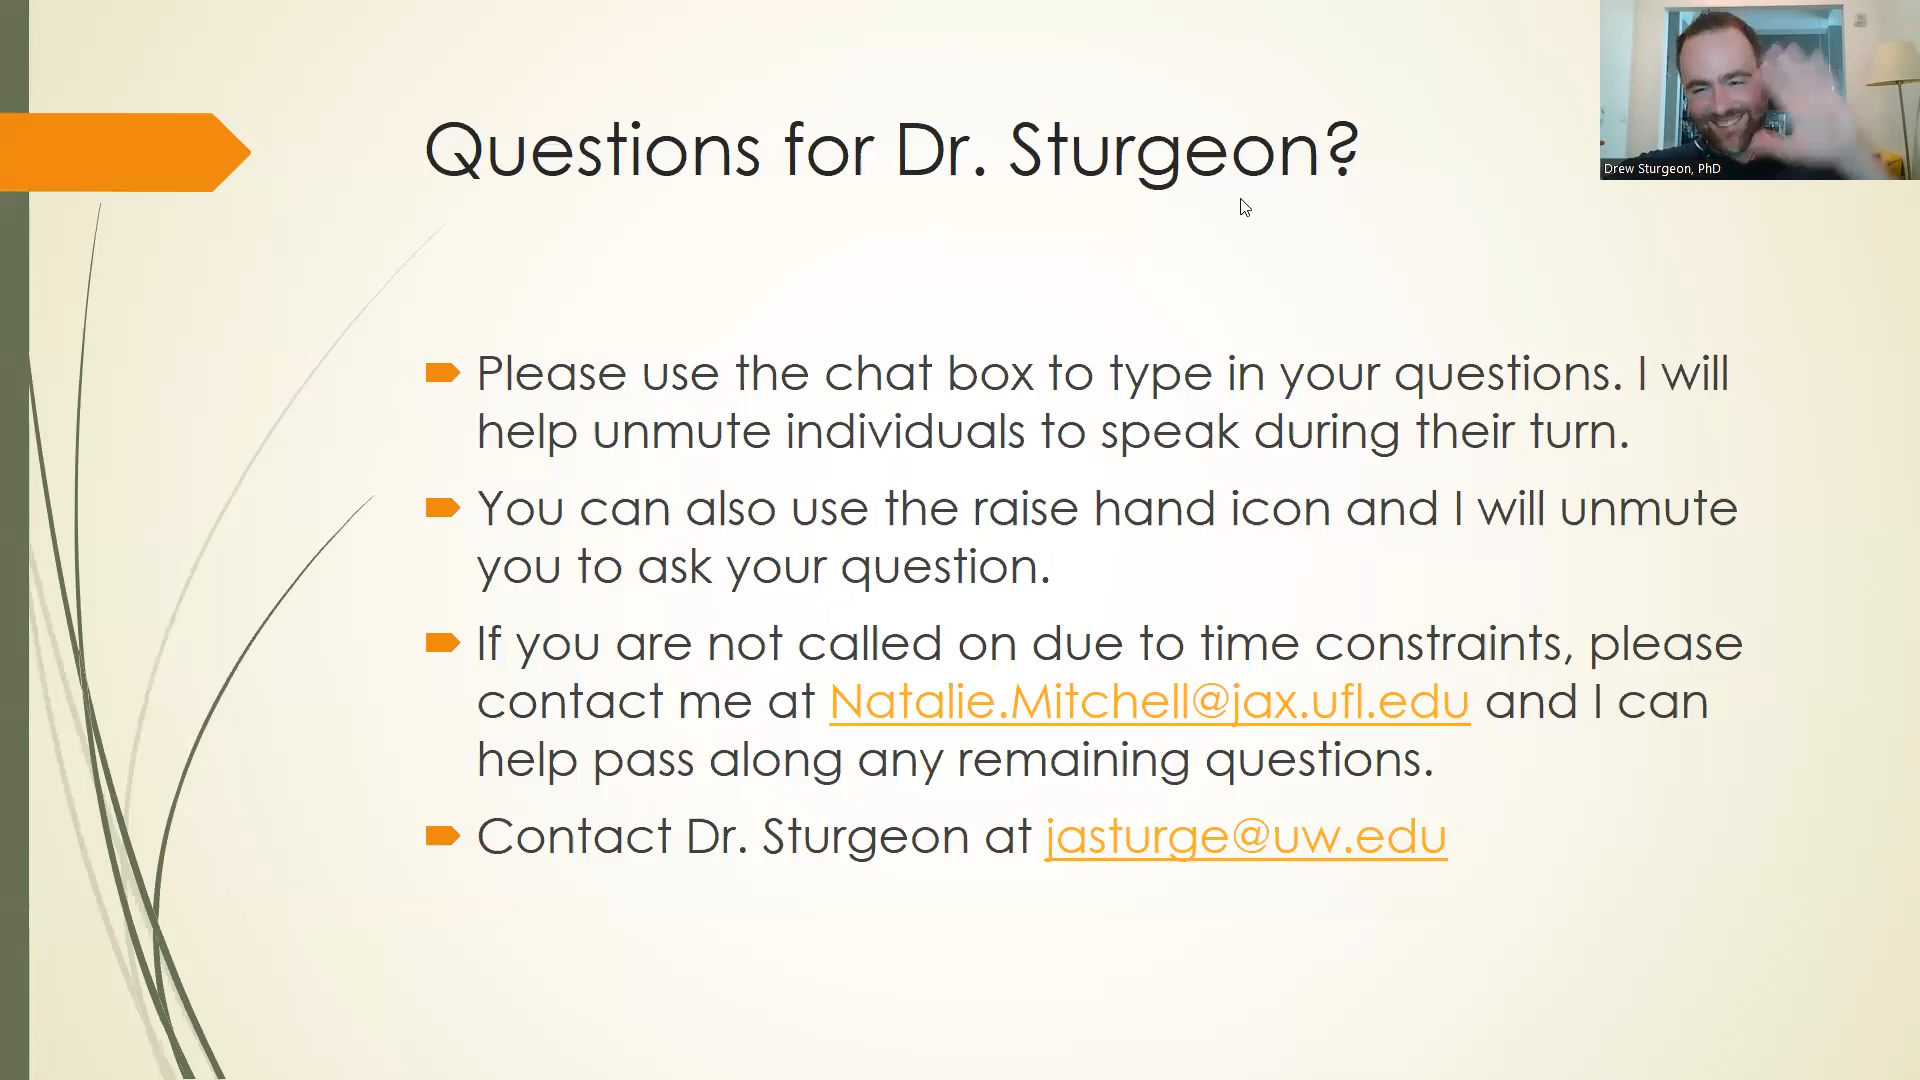 Questions for Dr. Sturgeon?
Drew Sturgeon, PhD
Please use the chat box to type in your questions. I will
help unmute individuals to speak during their turn.
You can also use the raise hand icon and I will unmute
you to ask your question.
If you are not called on due to time constraints, please
contact me at Natalie.Mitchell@jax.ufl.edu and I can
help pass along any remaining questions.
Contact Dr. Sturgeon at jasturge@uw.edu